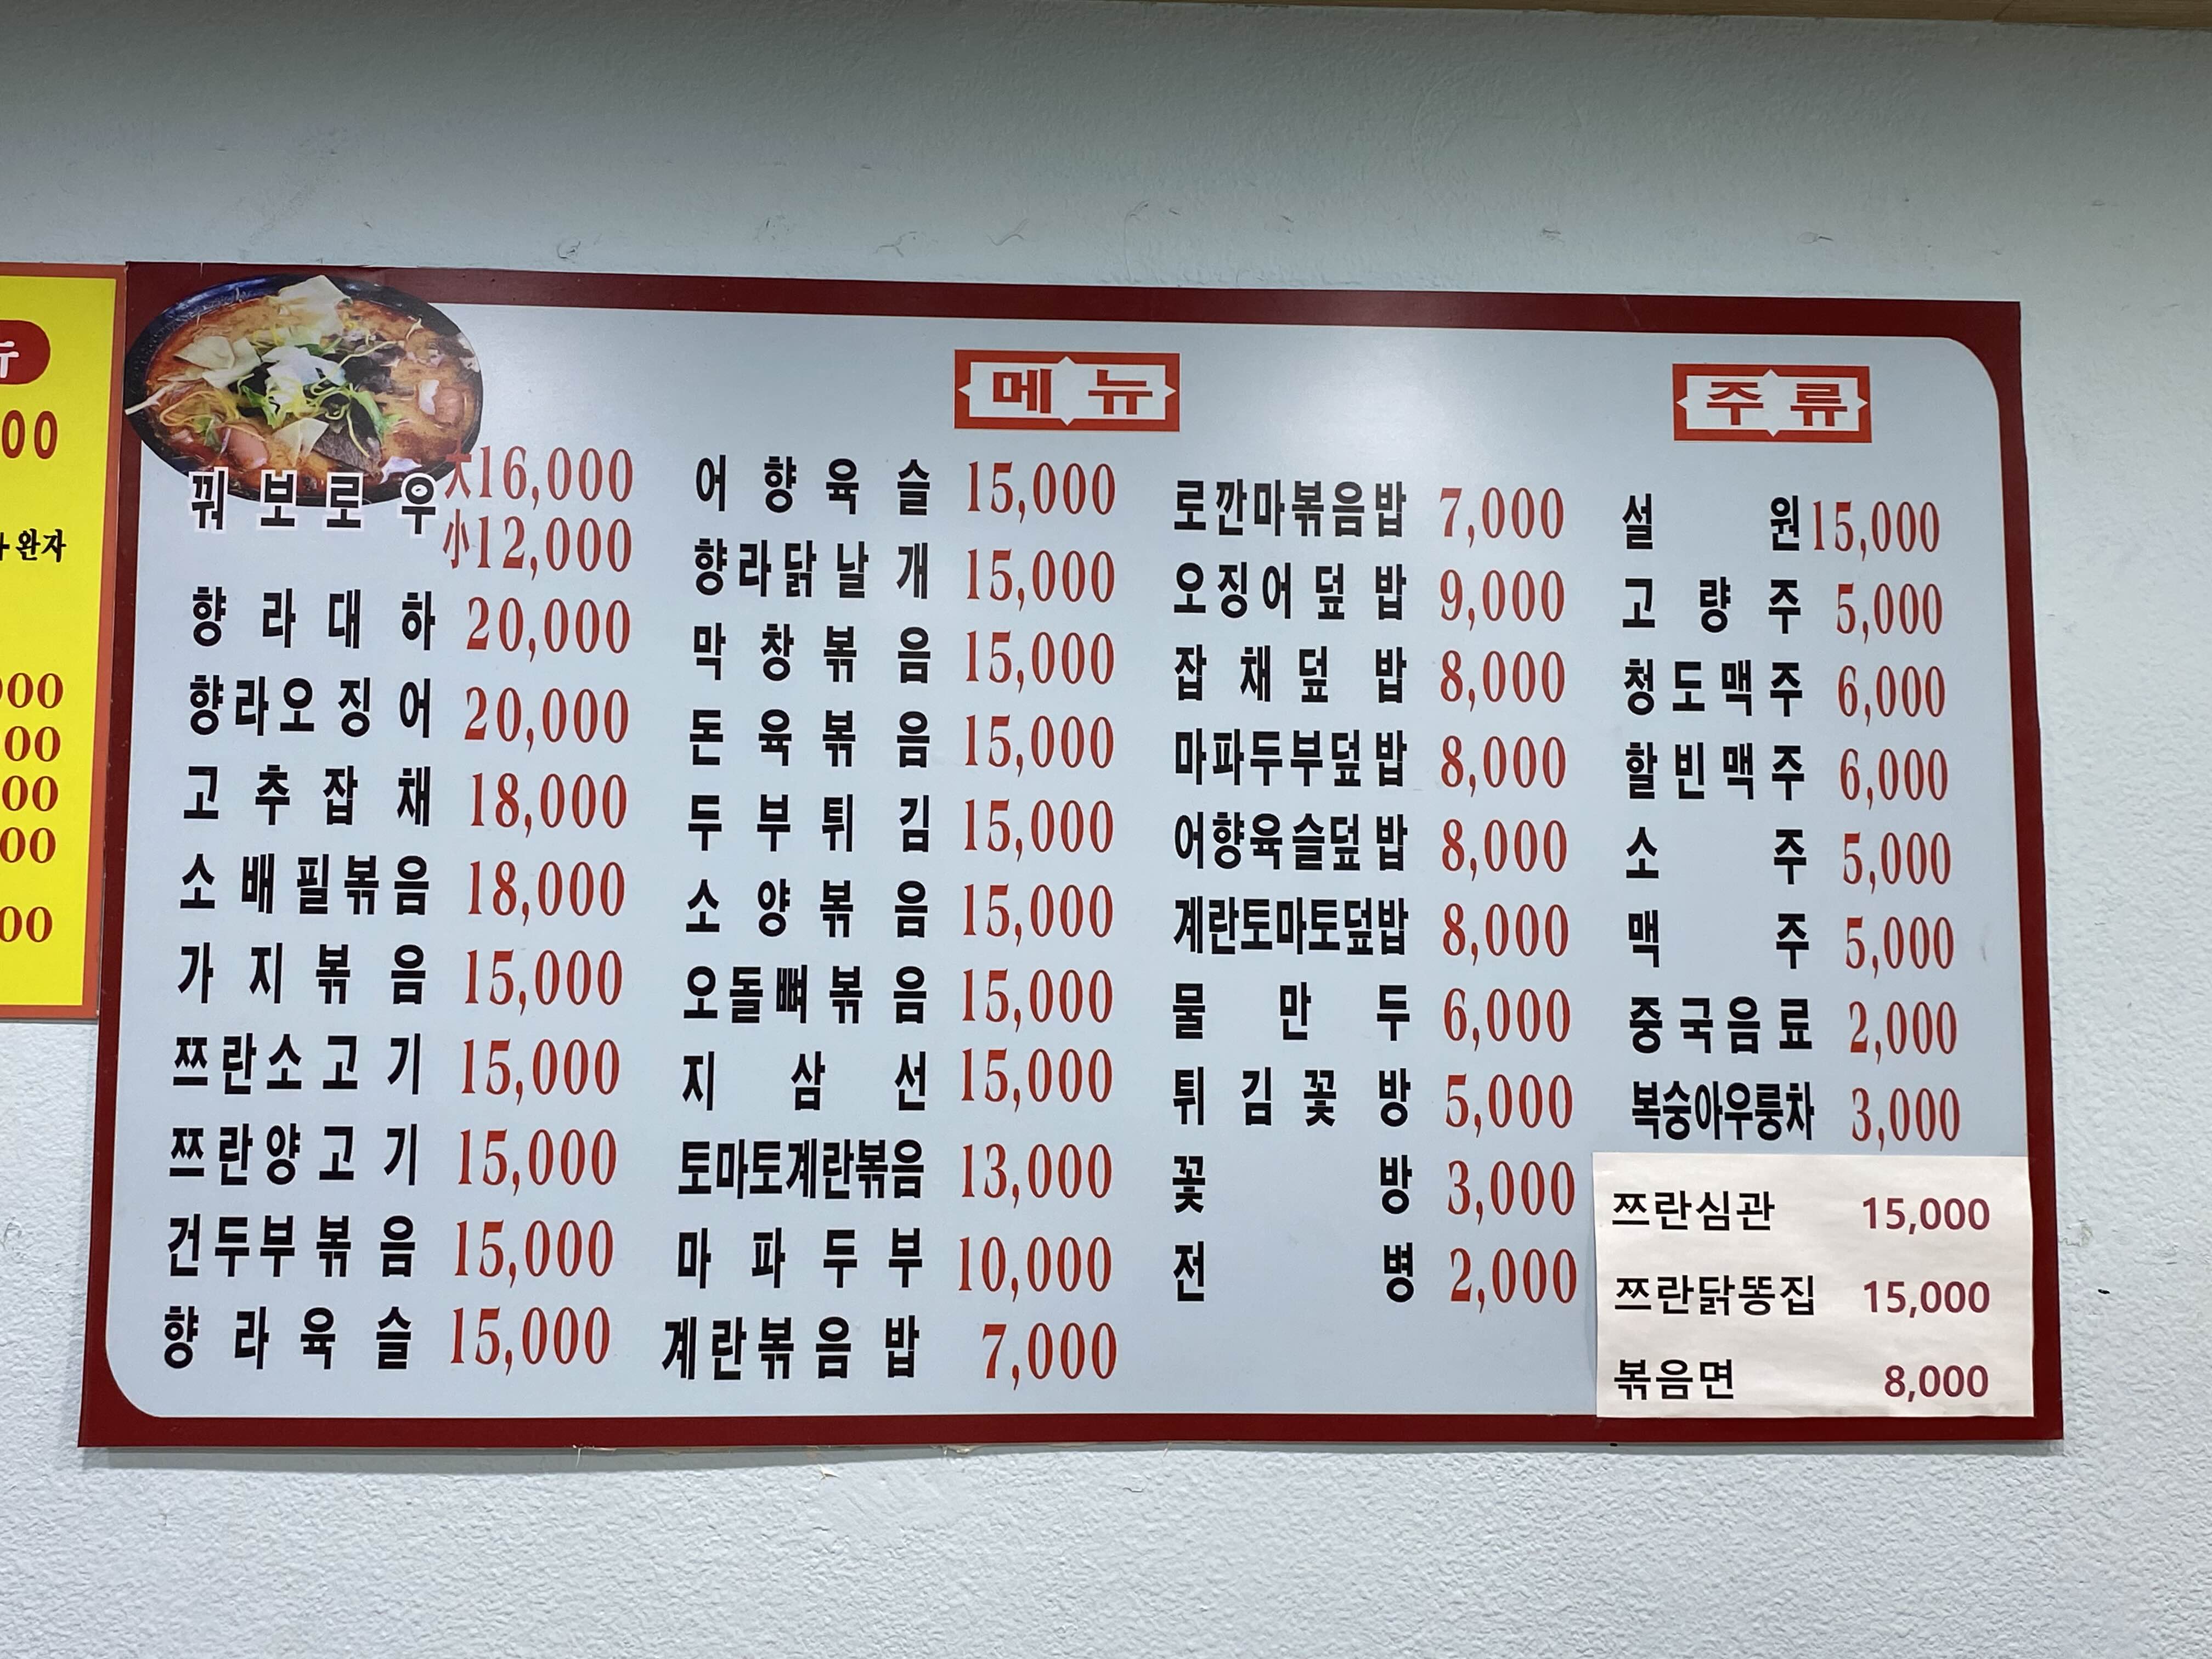 뉴
00
완자
000
00
00
00
00
메뉴
꿔보로우 大16,000
小12,000
향라대하 20,000
향라오징어 20,000
고추잡채 18,000
소배필볶음 18,000
가지볶음 15,000
쯔란소고기 15,000
쯔란양고기 15,000
건두부볶음 15,000
향라육슬 15,000
어향육슬 15,000
향라닭날개 15,000
막창볶음 15,000
돈육볶음 15,000
두부튀김 15,000
소양볶음 15,000
오돌뼈볶음 15,000
지삼선 15,000
토마토계란볶음 13,000
마파두부 10,000
계란볶음밥 7,000
로깐마볶음밥 7,000
오징어덮밥 9,000
잡채덮밥 8,000
마파두부덮밥 8,000
어향육슬덮밥 8,000
계란토마토덮밥 8,000
물만두 6,000
튀김꽃방 5,000
꽃방 3,000
전병 2,000
주류
설원 15,000
고량주 5,000
청도맥주 6,000
할빈맥주 6,000
소주 5,000
맥주 5,000
중국음료 2,000
복숭아우룽차 3,000
쯔란심관 15,000
쯔란닭똥집 15,000
볶음면 8,000